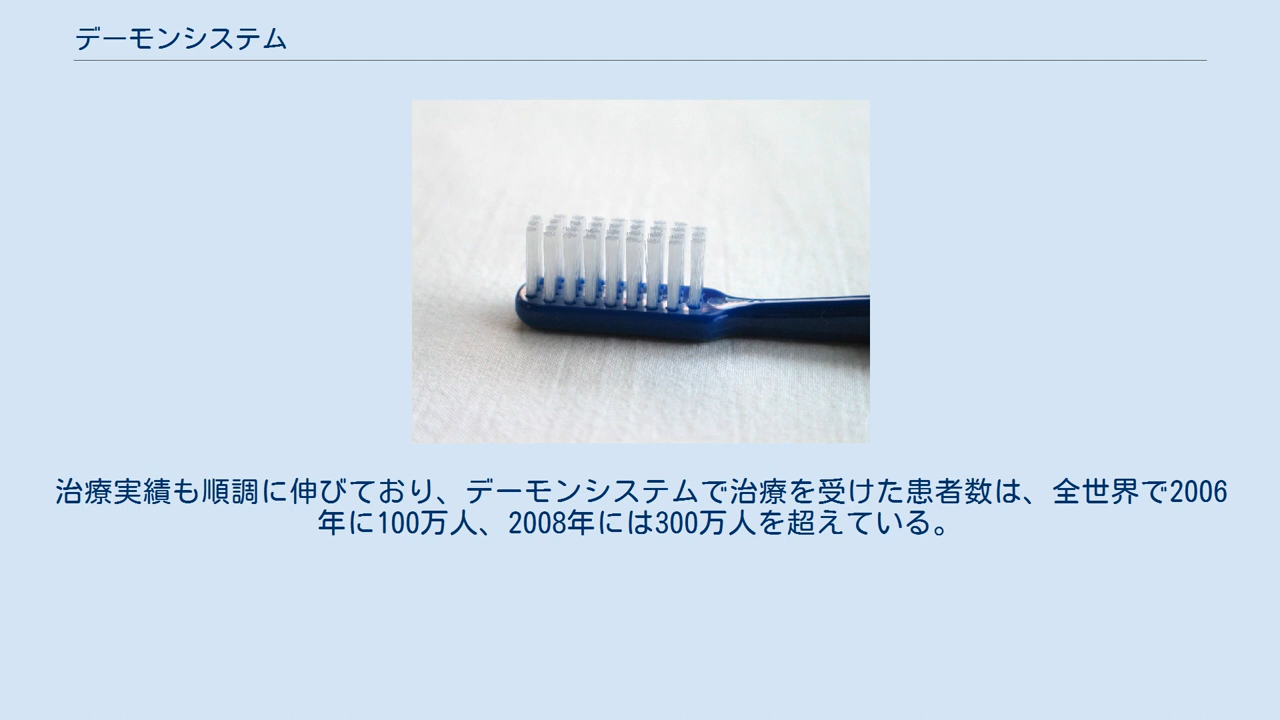 デーモンシステム
治療実績も順調に伸びており、デーモンシステムで治療を受けた患者数は、全世界で2006
年に100万人、2008年には300万人を超えている。